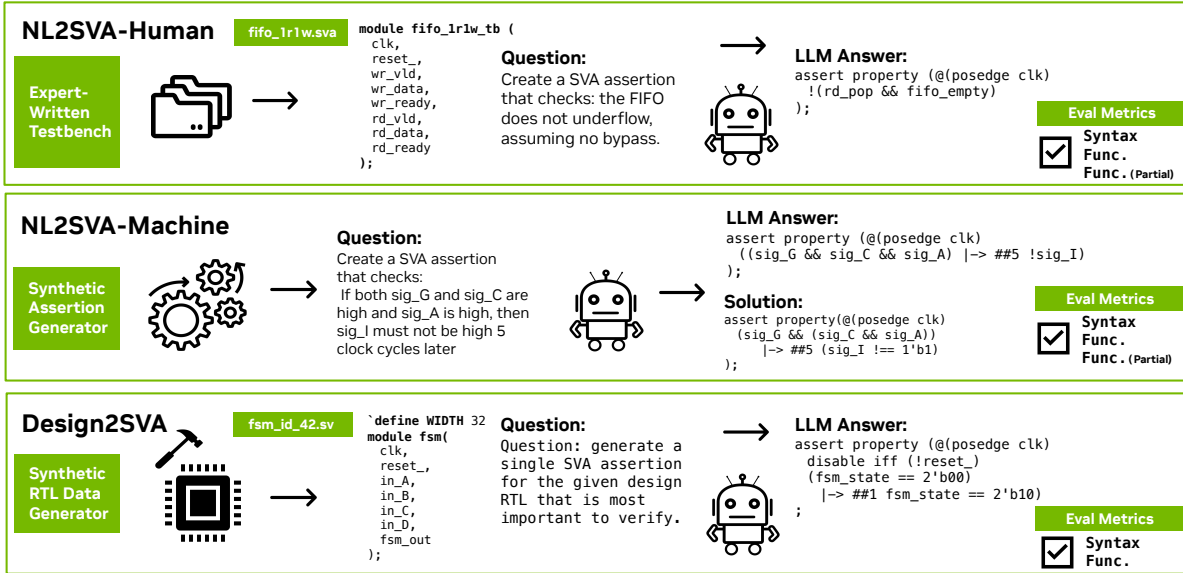 NL2SVA-Human
fifo_1r1w.sva
Expert-
Written
Testbench
module fifo_1r1w_tb (
clk,
reset_,
wr_vld,
wr_data,
wr_ready,
rd_vld,
rd_data,
rd_ready
);
Question:
Create a SVA assertion
that checks: the FIFO
does not underflow,
assuming no bypass.
LLM Answer:
assert property (@(posedge clk)
!(rd_pop && fifo_empty)
);
Eval Metrics
Syntax
Func.
Func.(Partial)
NL2SVA-Machine
Synthetic
Assertion
Generator
Question:
Create a SVA assertion
that checks:
If both sig_G and sig_C are
high and sig_A is high, then
sig_I must not be high 5
clock cycles later
LLM Answer:
assert property (@(posedge clk)
((sig_G && sig_C && sig_A) |-> ##5 !sig_I)
);
Solution:
assert property(@(posedge clk)
(sig_G && (sig_C && sig_A))
|-> ##5 (sig_I !== 1'b1)
);
Eval Metrics
Syntax
Func.
Func.(Partial)
Design2SVA
fsm_id_42.sv
Synthetic
RTL Data
Generator
`define WIDTH 32
module fsm(
clk,
reset_,
in_A,
in_B,
in_C,
in_D,
fsm_out
);
Question:
Question: generate a
single SVA assertion
for the given design
RTL that is most
important to verify.
LLM Answer:
assert property (@(posedge clk)
disable iff (!reset_)
(fsm_state == 2'b00)
|-> ##1 fsm_state == 2'b10)
;
Eval Metrics
Syntax
Func.